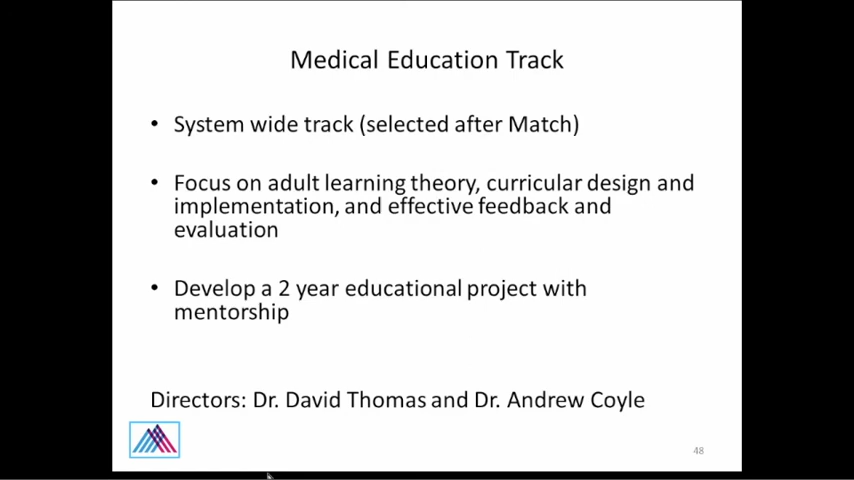 Medical Education Track
• System wide track (selected after Match)
• Focus on adult learning theory, curricular design and
implementation, and effective feedback and
evaluation
• Develop a 2 year educational project with
mentorship
Directors: Dr. David Thomas and Dr. Andrew Coyle
48